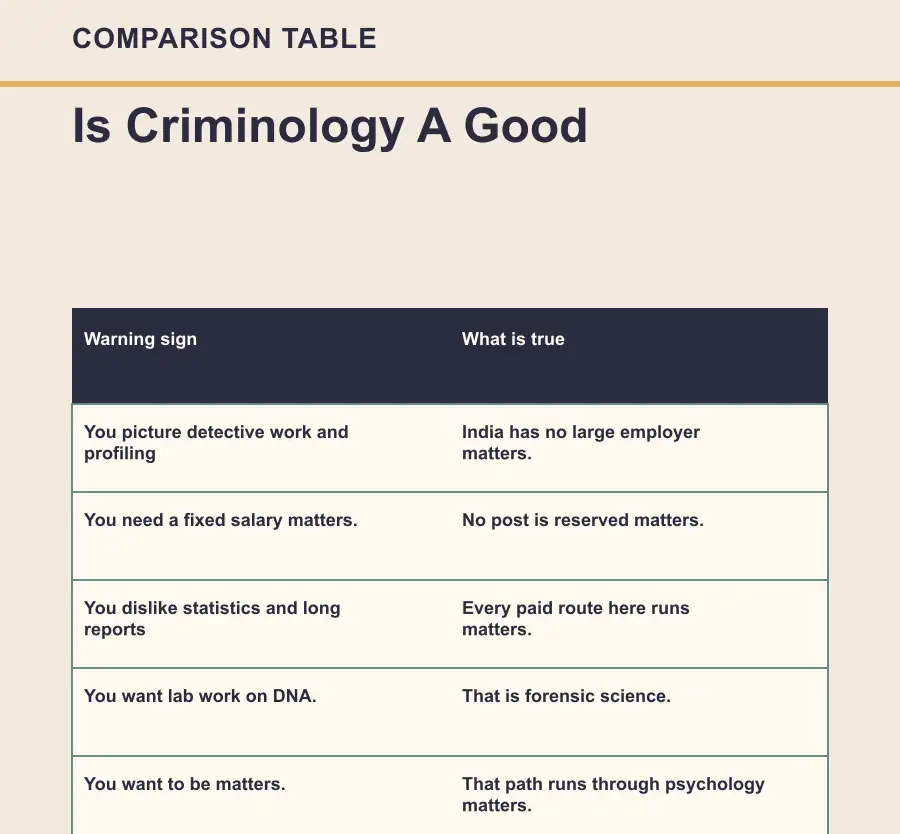 COMPARISON TABLE
Is Criminology A Good
Warning sign
What is true
You picture detective work and
profiling
India has no large employer
matters.
You need a fixed salary matters.
No post is reserved matters.
You dislike statistics and long
reports
Every paid route here runs
matters.
You want lab work on DNA.
That is forensic science.
You want to be matters.
That path runs through psychology
matters.